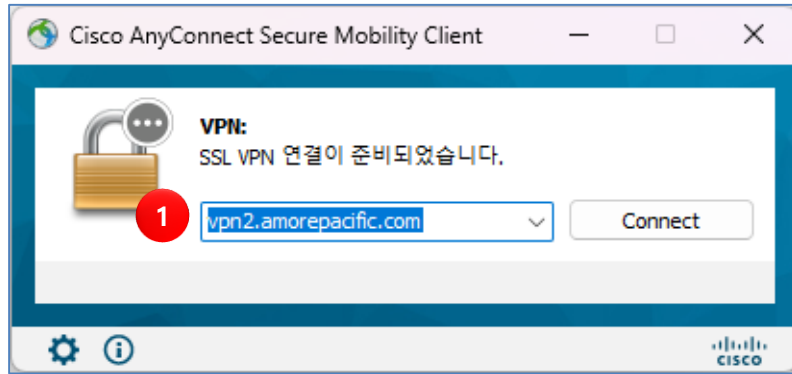 Cisco AnyConnect Secure Mobility Client
VPN:
SSL VPN 연결이 준비되었습니다.
1
vpn2.amorepacific.com
Connect
CISCO